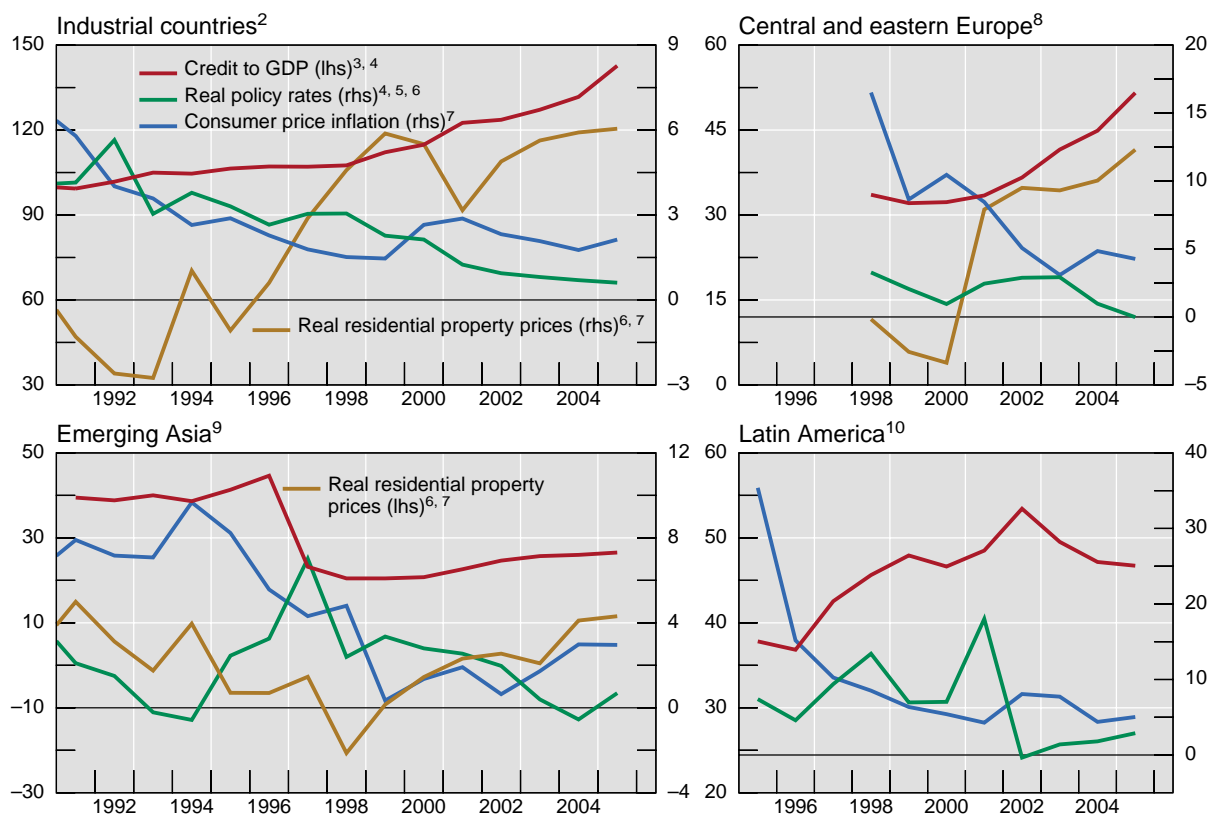 Industrial countries2
Central and eastern Europe8
150
9
60
20
Credit to GDP (lhs)3, 4
Real policy rates (rhs)4, 5, 6
Consumer price inflation (rhs)7
15
120
6
45
10
90
3
30
5
60
0
15
0
Real residential property prices (rhs)6, 7
30
–3
0
–5
1992 1994 1996 1998 2000 2002 2004
1996 1998 2000 2002 2004
Emerging Asia9
Latin America10
50
12
60
40
Real residential property
prices (lhs)6, 7
30
30
8
50
20
10
4
40
10
–10
0
30
0
–30
–4
20
1992 1994 1996 1998 2000 2002 2004
1996 1998 2000 2002 2004